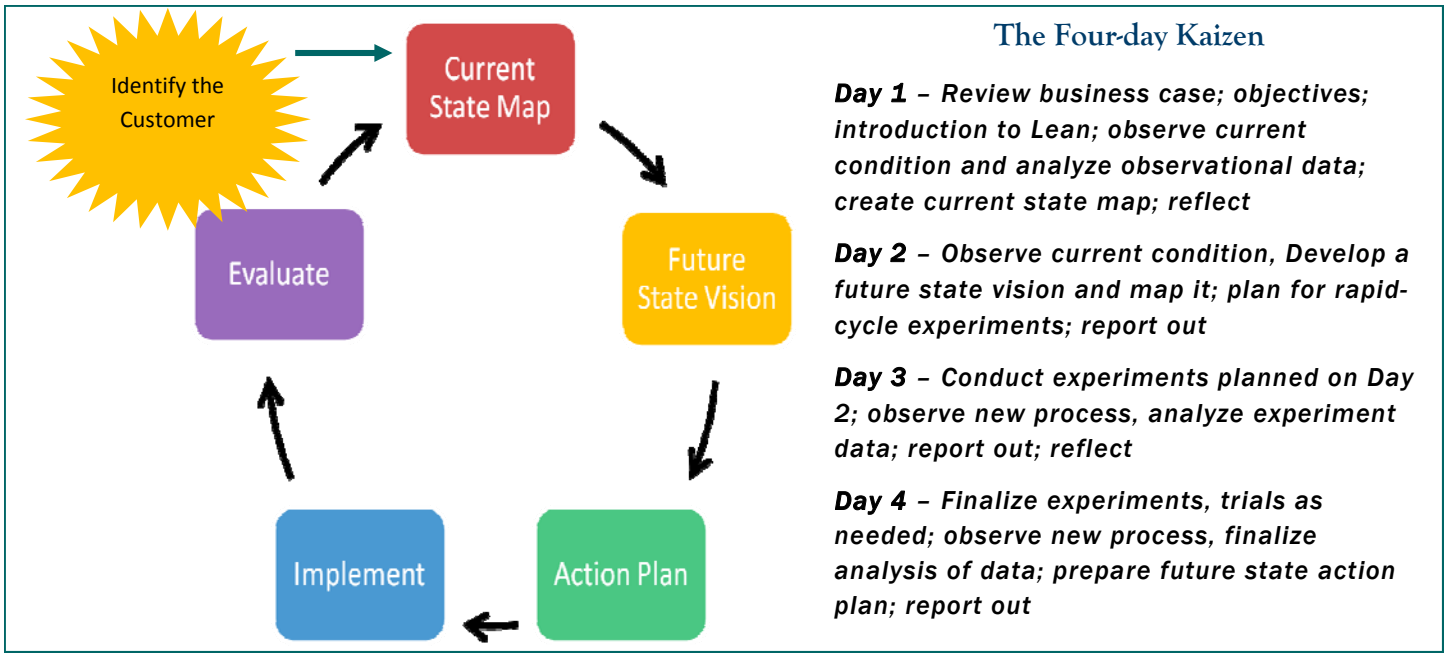 Identify the
Customer
Current
State Map
Future
State Vision
Action Plan
Implement
Evaluate
The Four-day Kaizen
Day 1 – Review business case; objectives;
introduction to Lean; observe current
condition and analyze observational data;
create current state map; reflect
Day 2 – Observe current condition, Develop a
future state vision and map it; plan for rapid-
cycle experiments; report out
Day 3 – Conduct experiments planned on Day
2; observe new process, analyze experiment
data; report out; reflect
Day 4 – Finalize experiments, trials as
needed; observe new process, finalize
analysis of data; prepare future state action
plan; report out